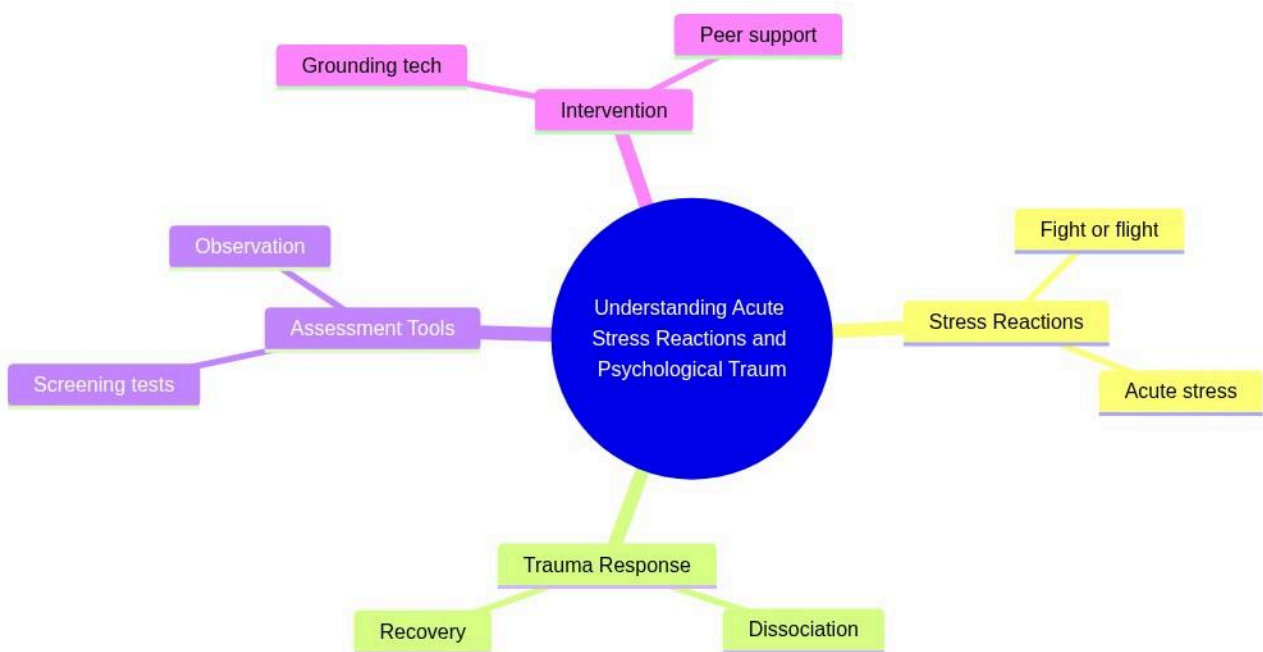 Peer support
Grounding tech
Intervention
Observation
Fight or flight
Understanding Acute
Stress Reactions and
Psychological Traum
Stress Reactions
Assessment Tools
Screening tests
Acute stress
Trauma Response
Recovery
Dissociation